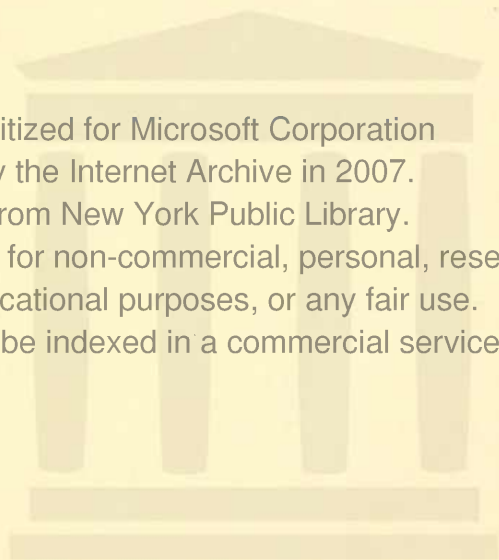 itized for Microsoft Corporation
y the Internet Archive in 2007.
rom New York Public Library.
for non-commercial, personal, rese
cational purposes, or any fair use.
be indexed in a commercial service